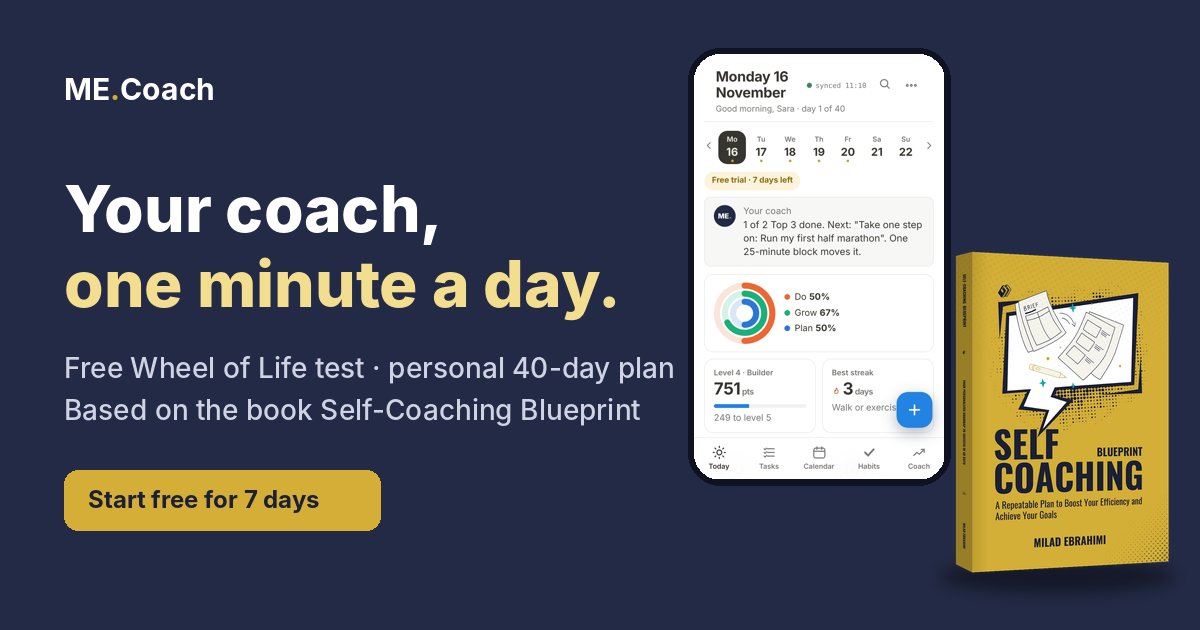 ME.Coach
Your coach,
one minute a day.
Free Wheel of Life test · personal 40-day plan
Based on the book Self-Coaching Blueprint
Start free for 7 days
Monday 16
November
synced 11:10
Good morning, Sara · day 1 of 40
Mo Tu We Th Fr Sa Su
16 17 18 19 20 21 22
Free trial · 7 days left
ME.
Your coach
1 of 2 Top 3 done. Next: "Take one step
on: Run my first half marathon". One
25-minute block moves it.
Do 50%
Grow 67%
Plan 50%
Level 4 · Builder
751 pts
249 to level 5
Best streak
3 days
Walk or exercis
Today Tasks Calendar Habits Coach
BRIEF
SELF
BLUEPRINT
COACHING
A Repeatable Plan to Boost Your Efficiency and
Achieve Your Goals
MILAD EBRAHIMI